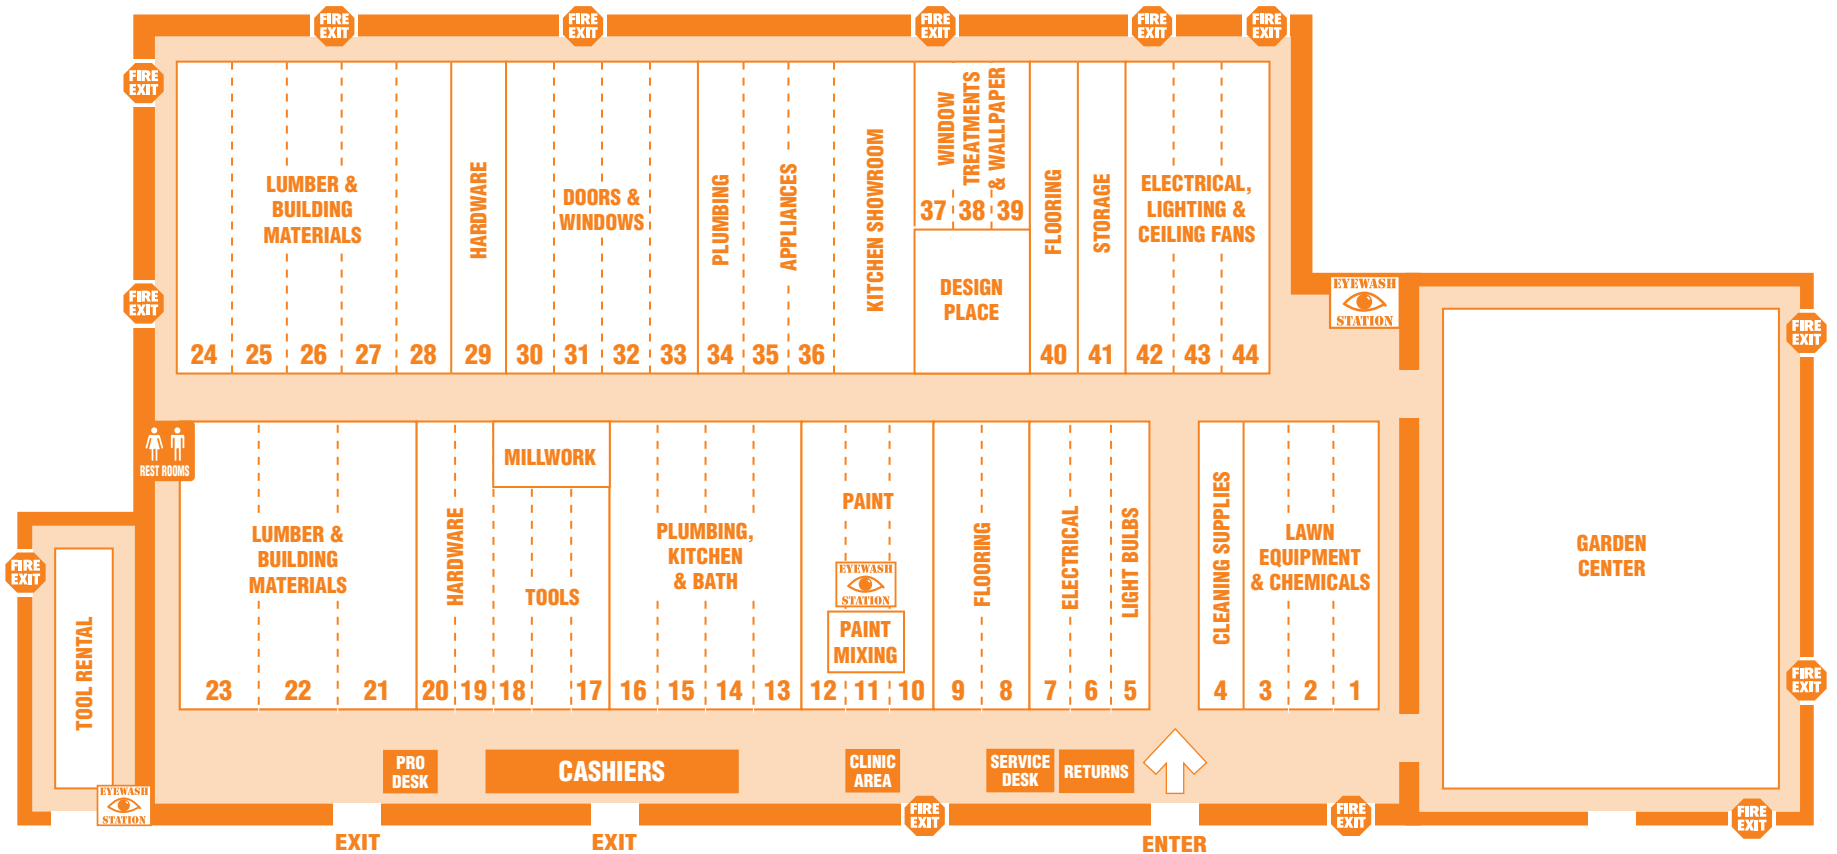 FIRE
EXIT
FIRE
EXIT
FIRE
EXIT
FIRE
EXIT
FIRE
EXIT
FIRE
EXIT
FIRE
EXIT
LUMBER &
BUILDING
MATERIALS
HARDWARE
DOORS &
WINDOWS
PLUMBING
APPLIANCES
KITCHEN SHOWROOM
WINDOW
TREATMENTS
& WALLPAPER
37 38 39
DESIGN
PLACE
FLOORING
STORAGE
ELECTRICAL,
LIGHTING &
CEILING FANS
24 25 26 27 28 29 30 31 32 33 34 35 36 40 41 42 43 44
EYEWASH
STATION
FIRE
EXIT
REST ROOMS
LUMBER &
BUILDING
MATERIALS
HARDWARE
MILLWORK
TOOLS
PLUMBING,
KITCHEN
& BATH
PAINT
EYEWASH
STATION
PAINT
MIXING
FLOORING
ELECTRICAL
LIGHT BULBS
CLEANING SUPPLIES
LAWN
EQUIPMENT
& CHEMICALS
GARDEN
CENTER
23 22 21 20 19 18 17 16 15 14 13 12 11 10 9 8 7 6 5 4 3 2 1
FIRE
EXIT
FIRE
EXIT
TOOL RENTAL
EYEWASH
STATION
PRO
DESK
CASHIERS
CLINIC
AREA
SERVICE
DESK
RETURNS
FIRE
EXIT
FIRE
EXIT
FIRE
EXIT
EXIT
EXIT
ENTER